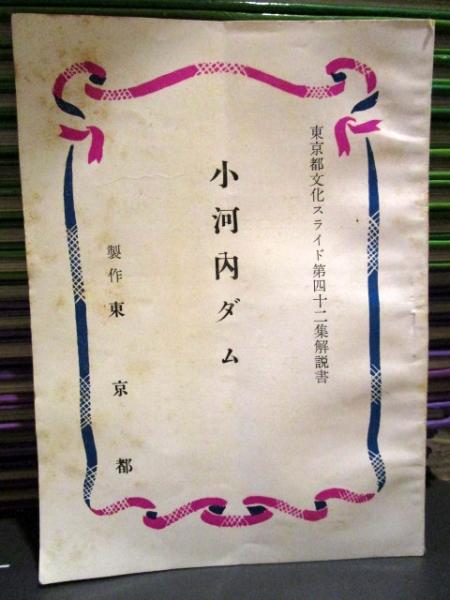 東京都文化スライド第四十二集解説書
小河内ダム
製作東京都